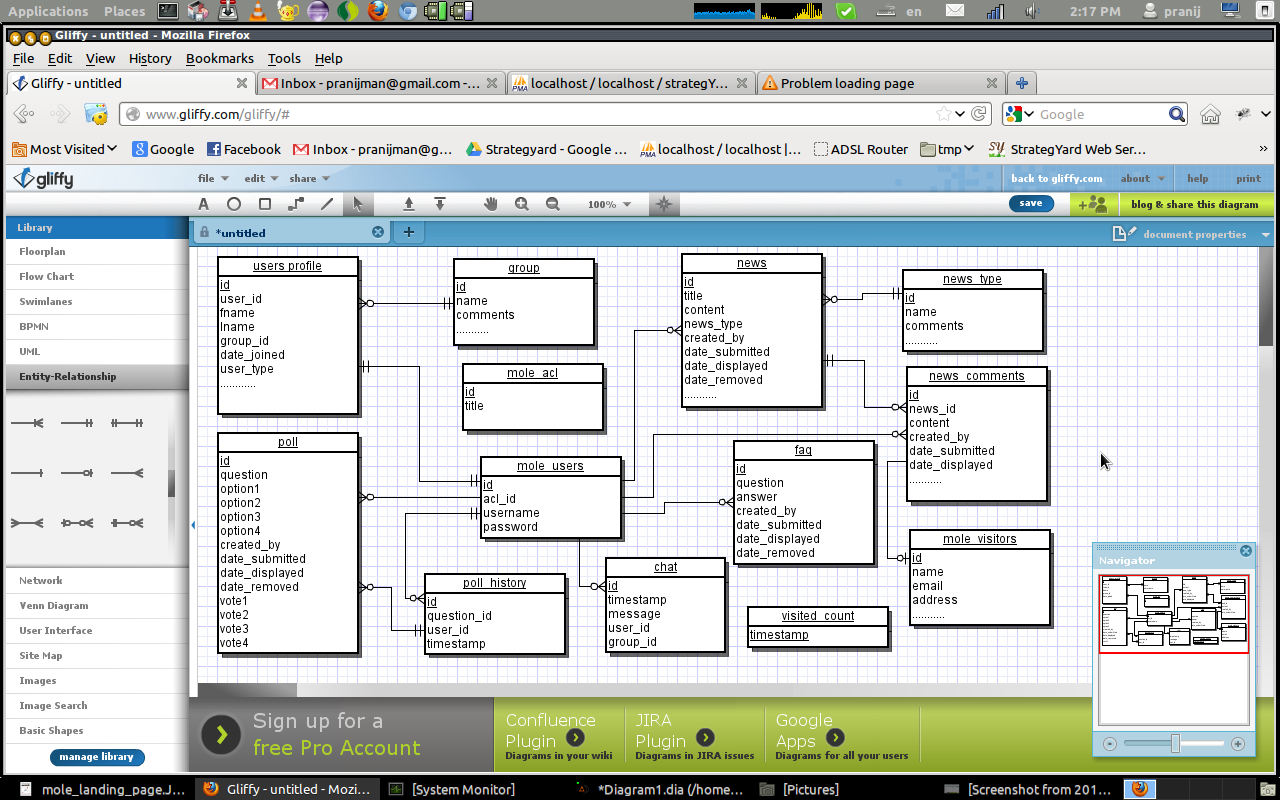 Applications Places en 2:17 PM pranij
Gliffy - untitled - Mozilla Firefox
File Edit View History Bookmarks Tools Help
Gliffy - untitled Inbox - pranijman@gmail.com -... localhost / localhost / strategY... Problem loading page
www.gliffy.com/gliffy/# Google
Most Visited Google Facebook Inbox - pranijman@g... Strategyard - Google ... localhost / localhost |... ADSL Router tmp StrategYard Web Ser... »
gliffy file edit share back to gliffy.com about help print
A 100% save blog & share this diagram
Library
*untitled
document properties
Floorplan
Flow Chart
Swimlanes
BPMN
UML
Entity-Relationship
Network
Venn Diagram
User Interface
Site Map
Images
Image Search
Basic Shapes
manage library
users profile
id
user_id
fname
lname
group_id
date_joined
user_type
............
group
id
name
comments
...........
news
id
title
content
news_type
created_by
date_submitted
date_displayed
date_removed
...........
news_type
id
name
comments
...........
mole_acl
id
title
news_comments
id
news_id
content
created_by
date_submitted
date_displayed
...........
poll
id
question
option1
option2
option3
option4
created_by
date_submitted
date_displayed
date_removed
vote1
vote2
vote3
vote4
mole_users
id
acl_id
username
password
faq
id
question
answer
created_by
date_submitted
date_displayed
date_removed
mole_visitors
id
name
email
address
...........
poll_history
id
question_id
user_id
timestamp
chat
id
timestamp
message
user_id
group_id
visited_count
timestamp
Navigator
Sign up for a
free Pro Account
Confluence
Plugin
Diagrams in your wiki
JIRA
Plugin
Diagrams in JIRA issues
Google
Apps
Diagrams for all your users
mole_landing_page.J... Gliffy - untitled - Mozi... [System Monitor] *Diagram1.dia (/home... [Pictures] [Screenshot from 201...